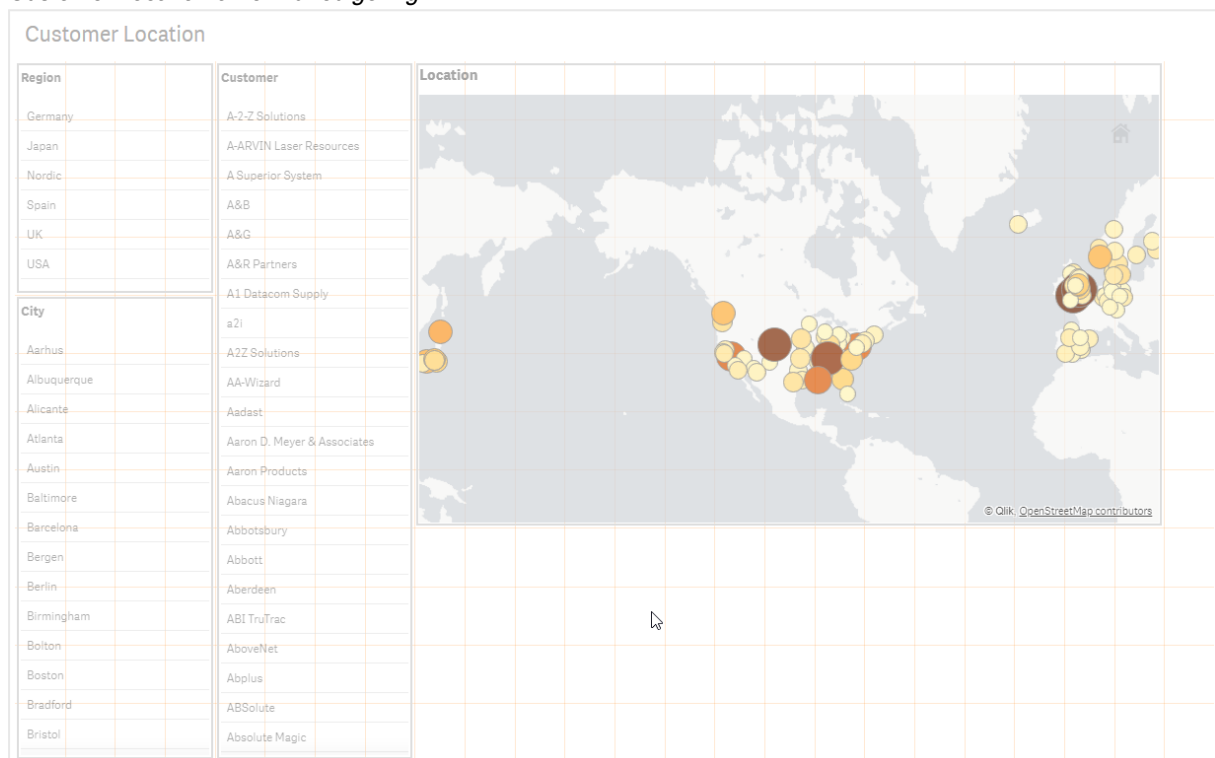 Customer Location
Region
Germany
Japan
Nordic
Spain
UK
USA
City
Aarhus
Albuquerque
Alicante
Atlanta
Austin
Baltimore
Barcelona
Bergen
Berlin
Birmingham
Bolton
Boston
Bradford
Bristol
Customer
A-2-Z Solutions
A-ARVIN Laser Resources
A Superior System
A&B
A&G
A&R Partners
A1 Datacom Supply
a2i
A2Z Solutions
AA-Wizard
Aadast
Aaron D. Meyer & Associates
Aaron Products
Abacus Niagara
Abbotsbury
Abbott
Aberdeen
ABI TruTrac
AboveNet
Abplus
ABSolute
Absolute Magic
Location
© Qlik, OpenStreetMap contributors